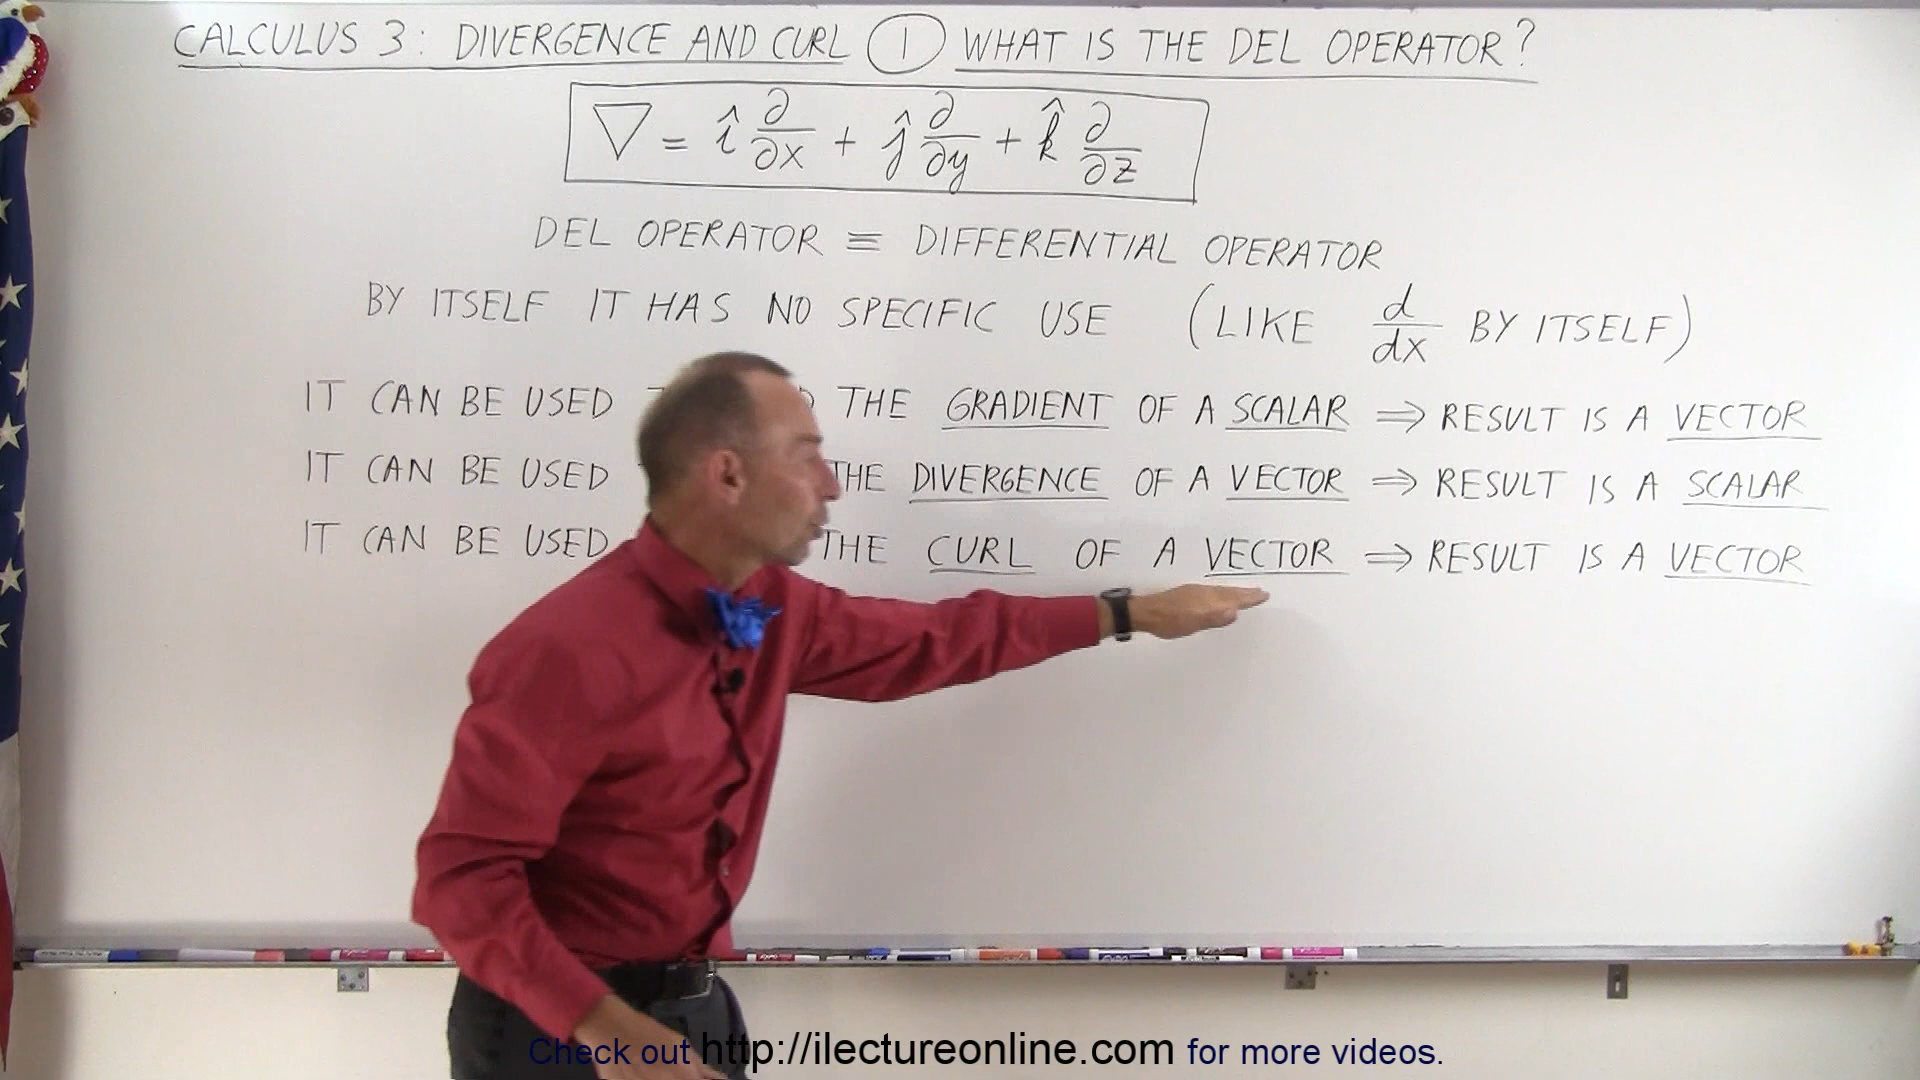 CALCULUS 3: DIVERGENCE AND CURL ① WHAT IS THE DEL OPERATOR?
∇ = î ∂/∂x + ĵ ∂/∂y + k̂ ∂/∂z
DEL OPERATOR ≡ DIFFERENTIAL OPERATOR
BY ITSELF IT HAS NO SPECIFIC USE (LIKE d/dx BY ITSELF)
IT CAN BE USED THE GRADIENT OF A SCALAR ⇒ RESULT IS A VECTOR
IT CAN BE USED THE DIVERGENCE OF A VECTOR ⇒ RESULT IS A SCALAR
IT CAN BE USED THE CURL OF A VECTOR ⇒ RESULT IS A VECTOR
Check out http://ilectureonline.com for more videos.